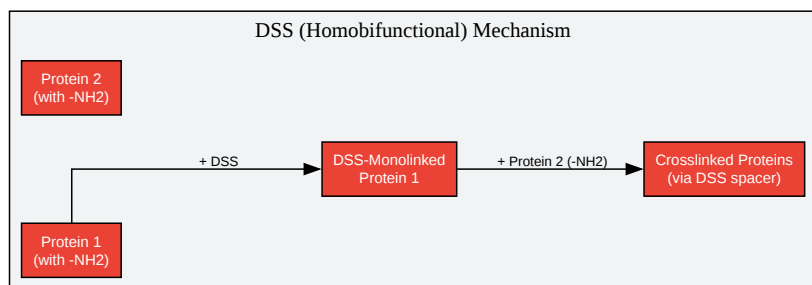 DSS (Homobifunctional) Mechanism
Protein 2
(with -NH2)
+ DSS
DSS-Monolinked
Protein 1
+ Protein 2 (-NH2)
Crosslinked Proteins
(via DSS spacer)
Protein 1
(with -NH2)